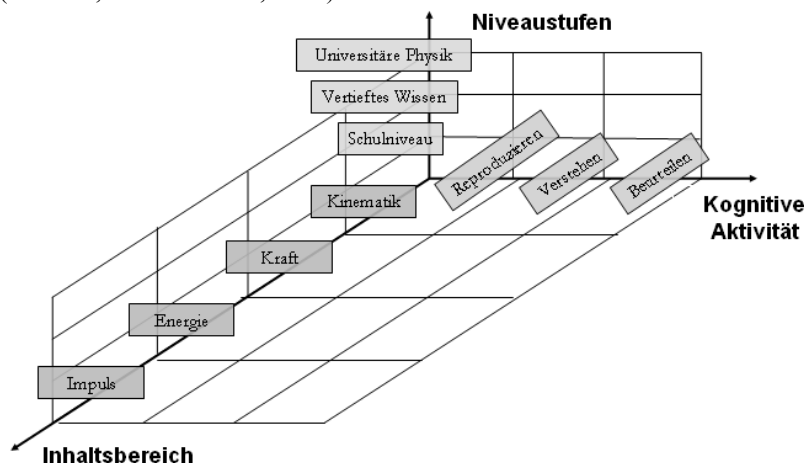 Niveaustufen
Universitäre Physik
Vertieftes Wissen
Schulniveau
Reproduzieren
Verstehen
Beurteilen
Kinematik
Kognitive
Aktivität
Kraft
Energie
Impuls
Inhaltsbereich